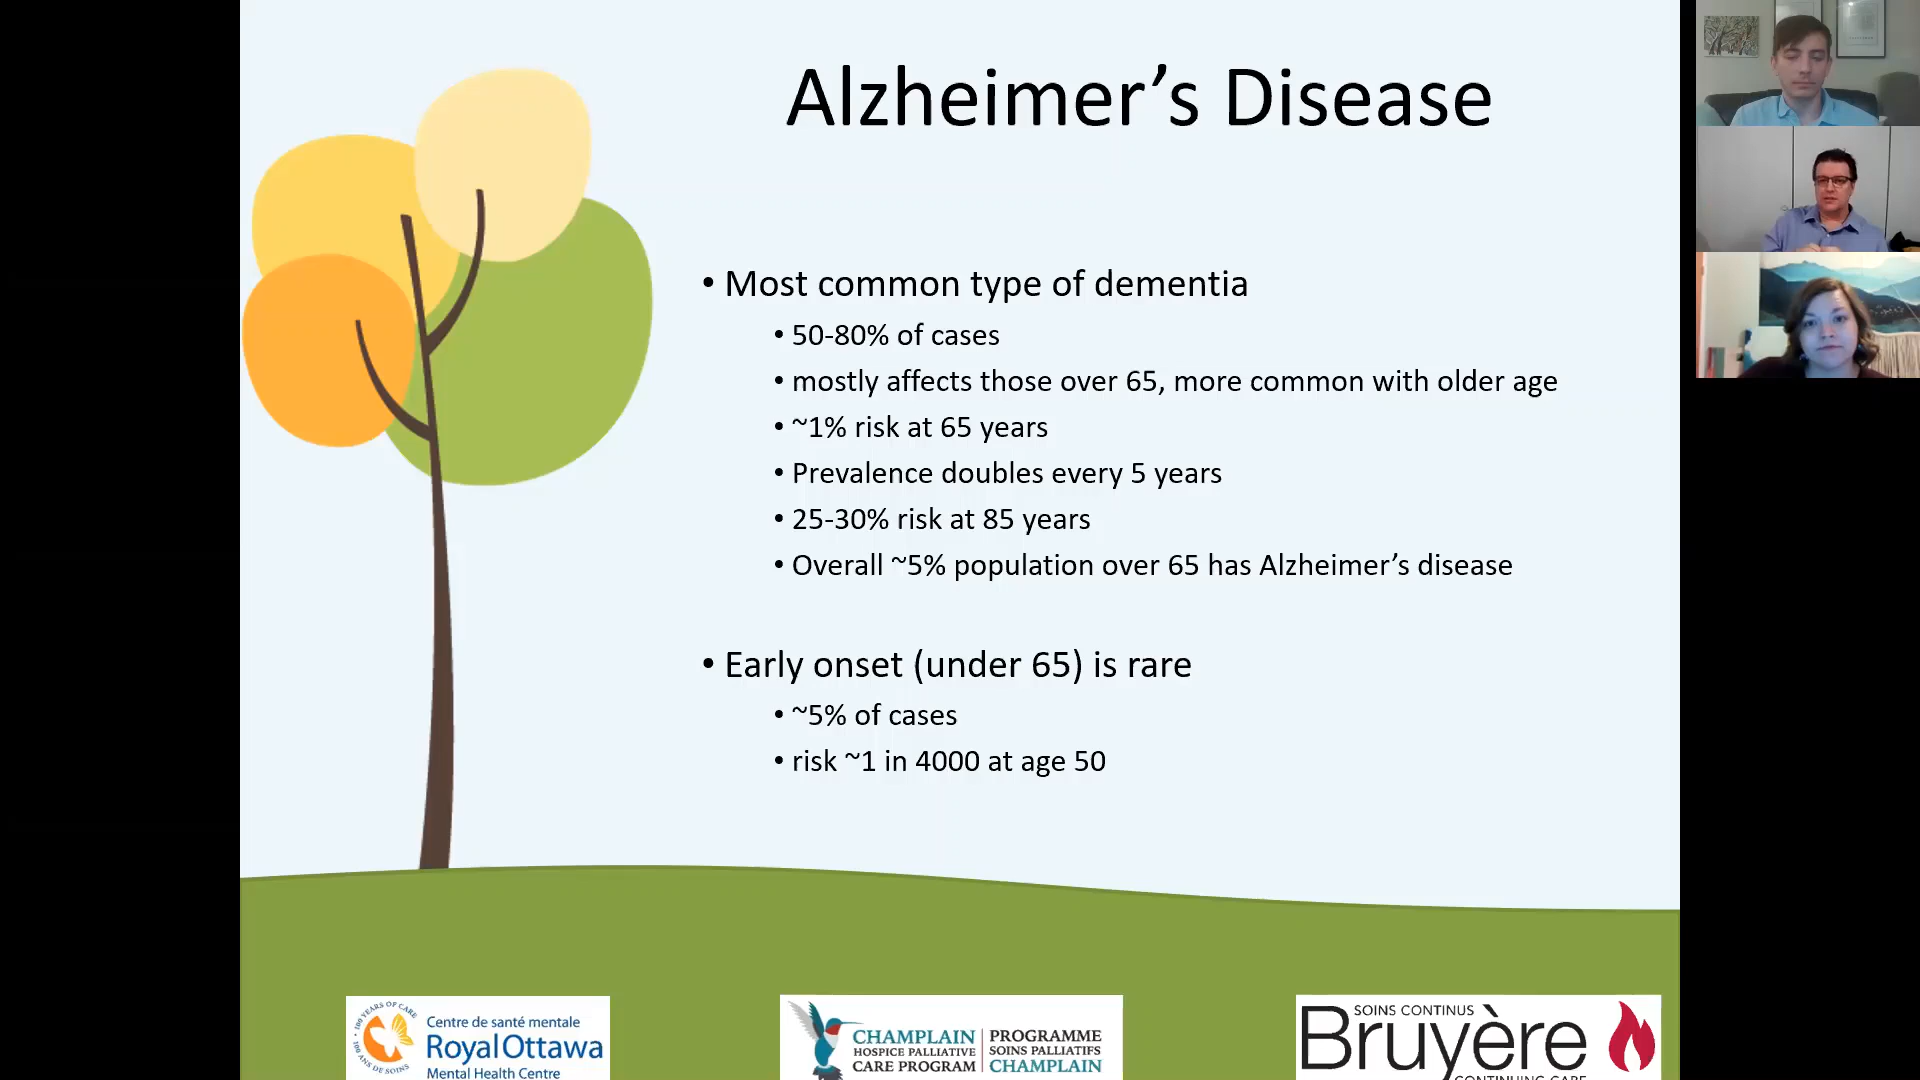 Alzheimer’s Disease
• Most common type of dementia
• 50-80% of cases
• mostly affects those over 65, more common with older age
• ~1% risk at 65 years
• Prevalence doubles every 5 years
• 25-30% risk at 85 years
• Overall ~5% population over 65 has Alzheimer’s disease
• Early onset (under 65) is rare
• ~5% of cases
• risk ~1 in 4000 at age 50
100 YEARS OF CARE
100 ANS DE SOINS
Centre de santé mentale
Royal Ottawa
Mental Health Centre
CHAMPLAIN
HOSPICE PALLIATIVE
CARE PROGRAM
PROGRAMME
SOINS PALLIATIFS
CHAMPLAIN
SOINS CONTINUS
Bruyère
CONTINUING CARE